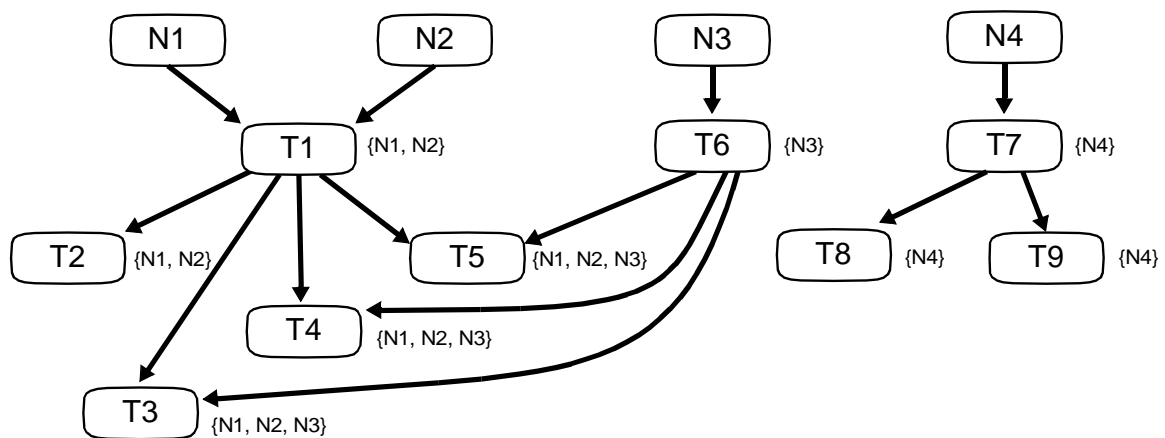 N1
N2
N3
N4
T1
{N1, N2}
T6
{N3}
T7
{N4}
T2
{N1, N2}
T5
{N1, N2, N3}
T8
{N4}
T9
{N4}
T4
{N1, N2, N3}
T3
{N1, N2, N3}